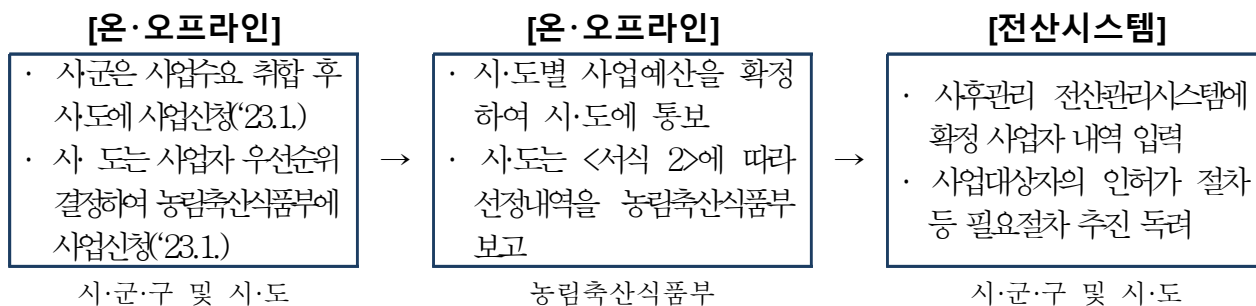 [온·오프라인]
· 시·군은 사업수요 취합 후
시·도에 사업신청(‘23.1.)
· 시· 도는 사업자 우선순위
결정하여 농림축산식품부에
사업신청(‘23.1.)
시·군·구 및 시·도
→
[온·오프라인]
· 시·도별 사업예산을 확정
하여 시·도에 통보
· 시·도는 <서식 2>에 따라
선정내역을 농림축산식품부
보고
농림축산식품부
→
[전산시스템]
· 사후관리 전산관리시스템에
확정 사업자 내역 입력
· 사업대상자의 인허가 절차
등 필요절차 추진 독려
시·군·구 및 시·도